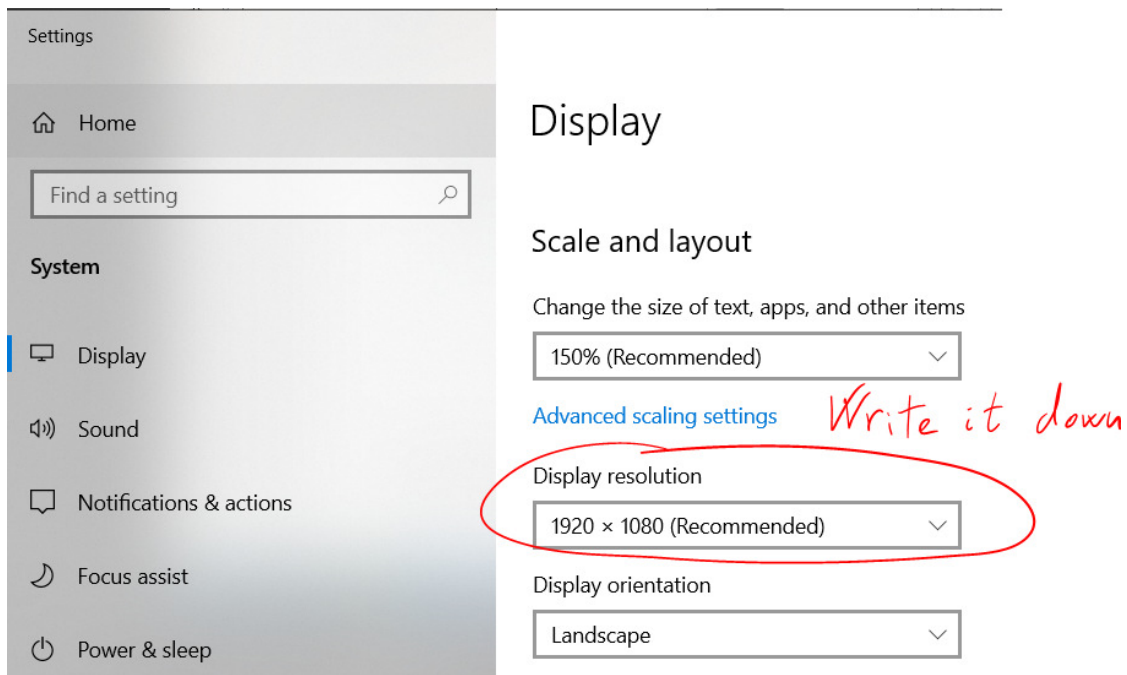 Settings
Home
Find a setting
System
Display
Sound
Notifications & actions
Focus assist
Power & sleep
Display
Scale and layout
Change the size of text, apps, and other items
150% (Recommended)
Advanced scaling settings
Write it down
Display resolution
1920 × 1080 (Recommended)
Display orientation
Landscape